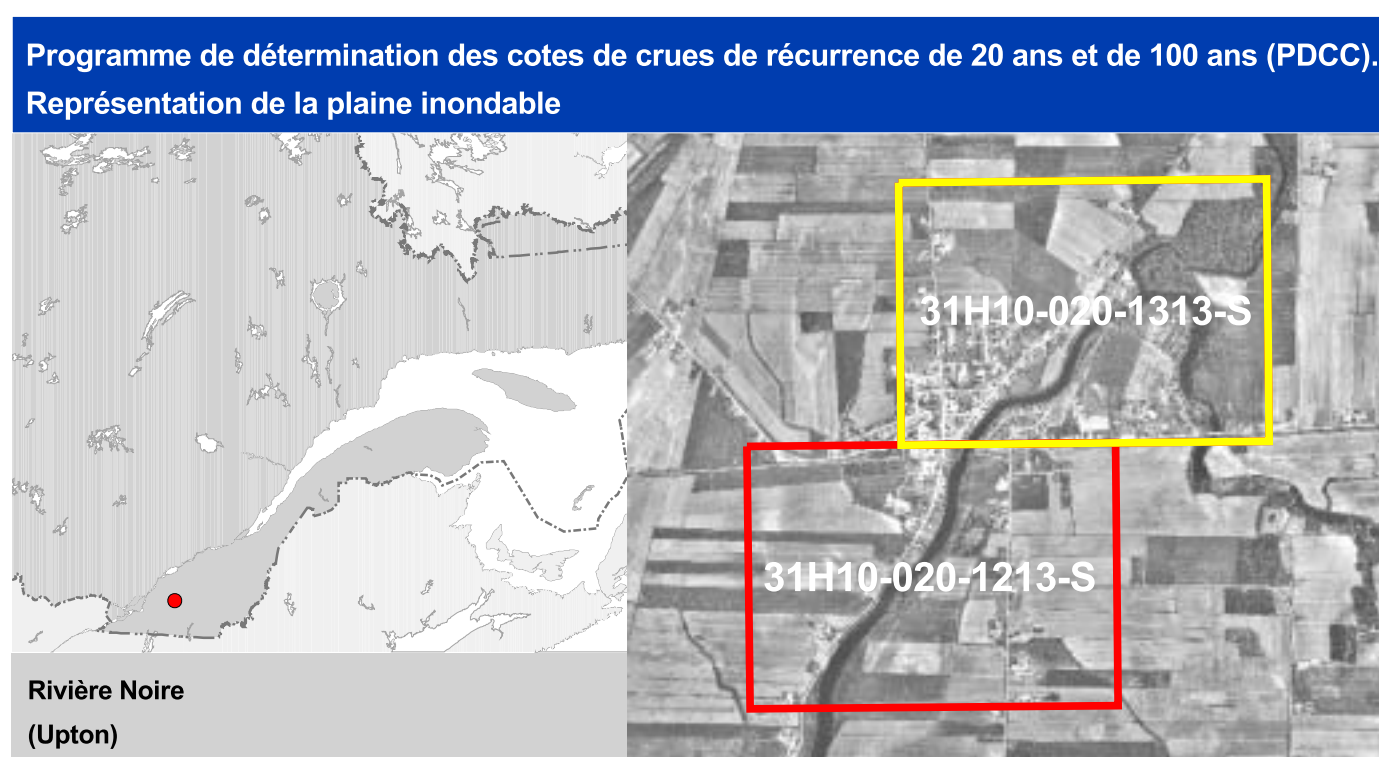 Programme de détermination des cotes de crues de récurrence de 20 ans et de 100 ans (PDCC).
Représentation de la plaine inondable
31H10-020-1313-S
31H10-020-1213-S
Rivière Noire
(Upton)